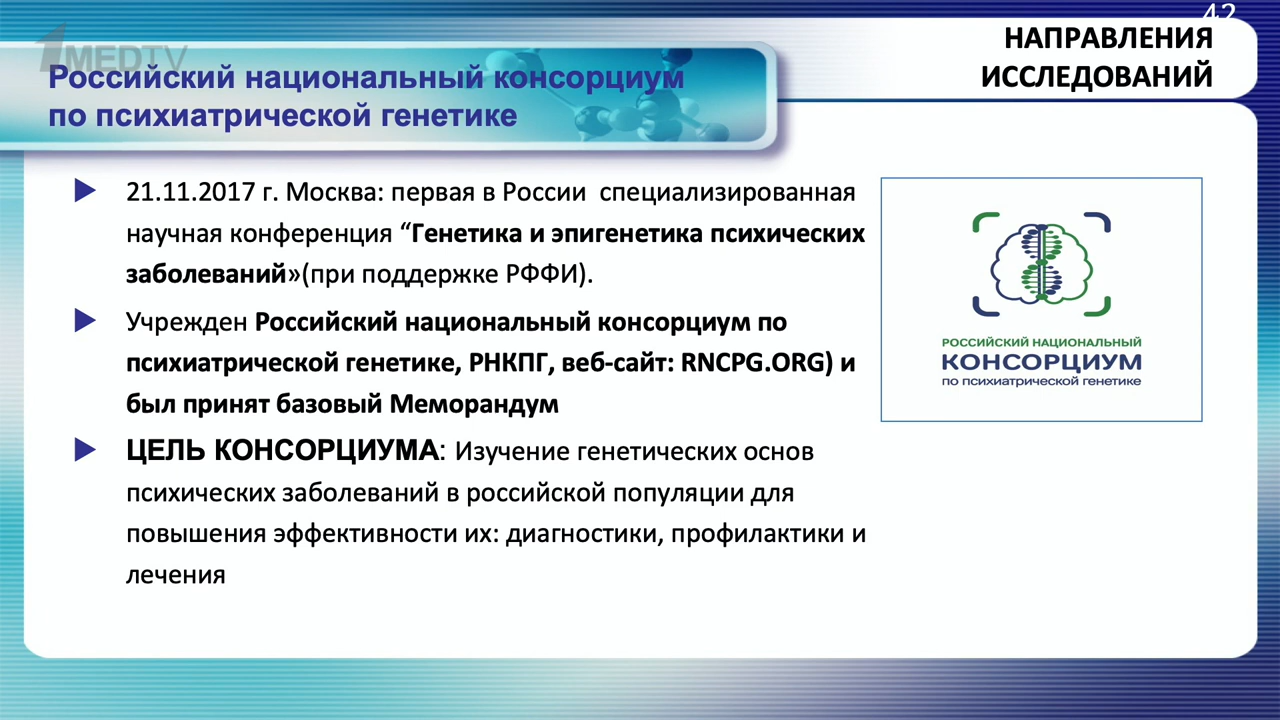 42
1MEDTV
НАПРАВЛЕНИЯ
ИССЛЕДОВАНИЙ
Российский национальный консорциум
по психиатрической генетике
21.11.2017 г. Москва: первая в России специализированная
научная конференция “Генетика и эпигенетика психических
заболеваний»(при поддержке РФФИ).
Учрежден Российский национальный консорциум по
психиатрической генетике, РНКПГ, веб-сайт: RNCPG.ORG) и
был принят базовый Меморандум
ЦЕЛЬ КОНСОРЦИУМА: Изучение генетических основ
психических заболеваний в российской популяции для
повышения эффективности их: диагностики, профилактики и
лечения
РОССИЙСКИЙ НАЦИОНАЛЬНЫЙ
КОНСОРЦИУМ
по психиатрической генетике